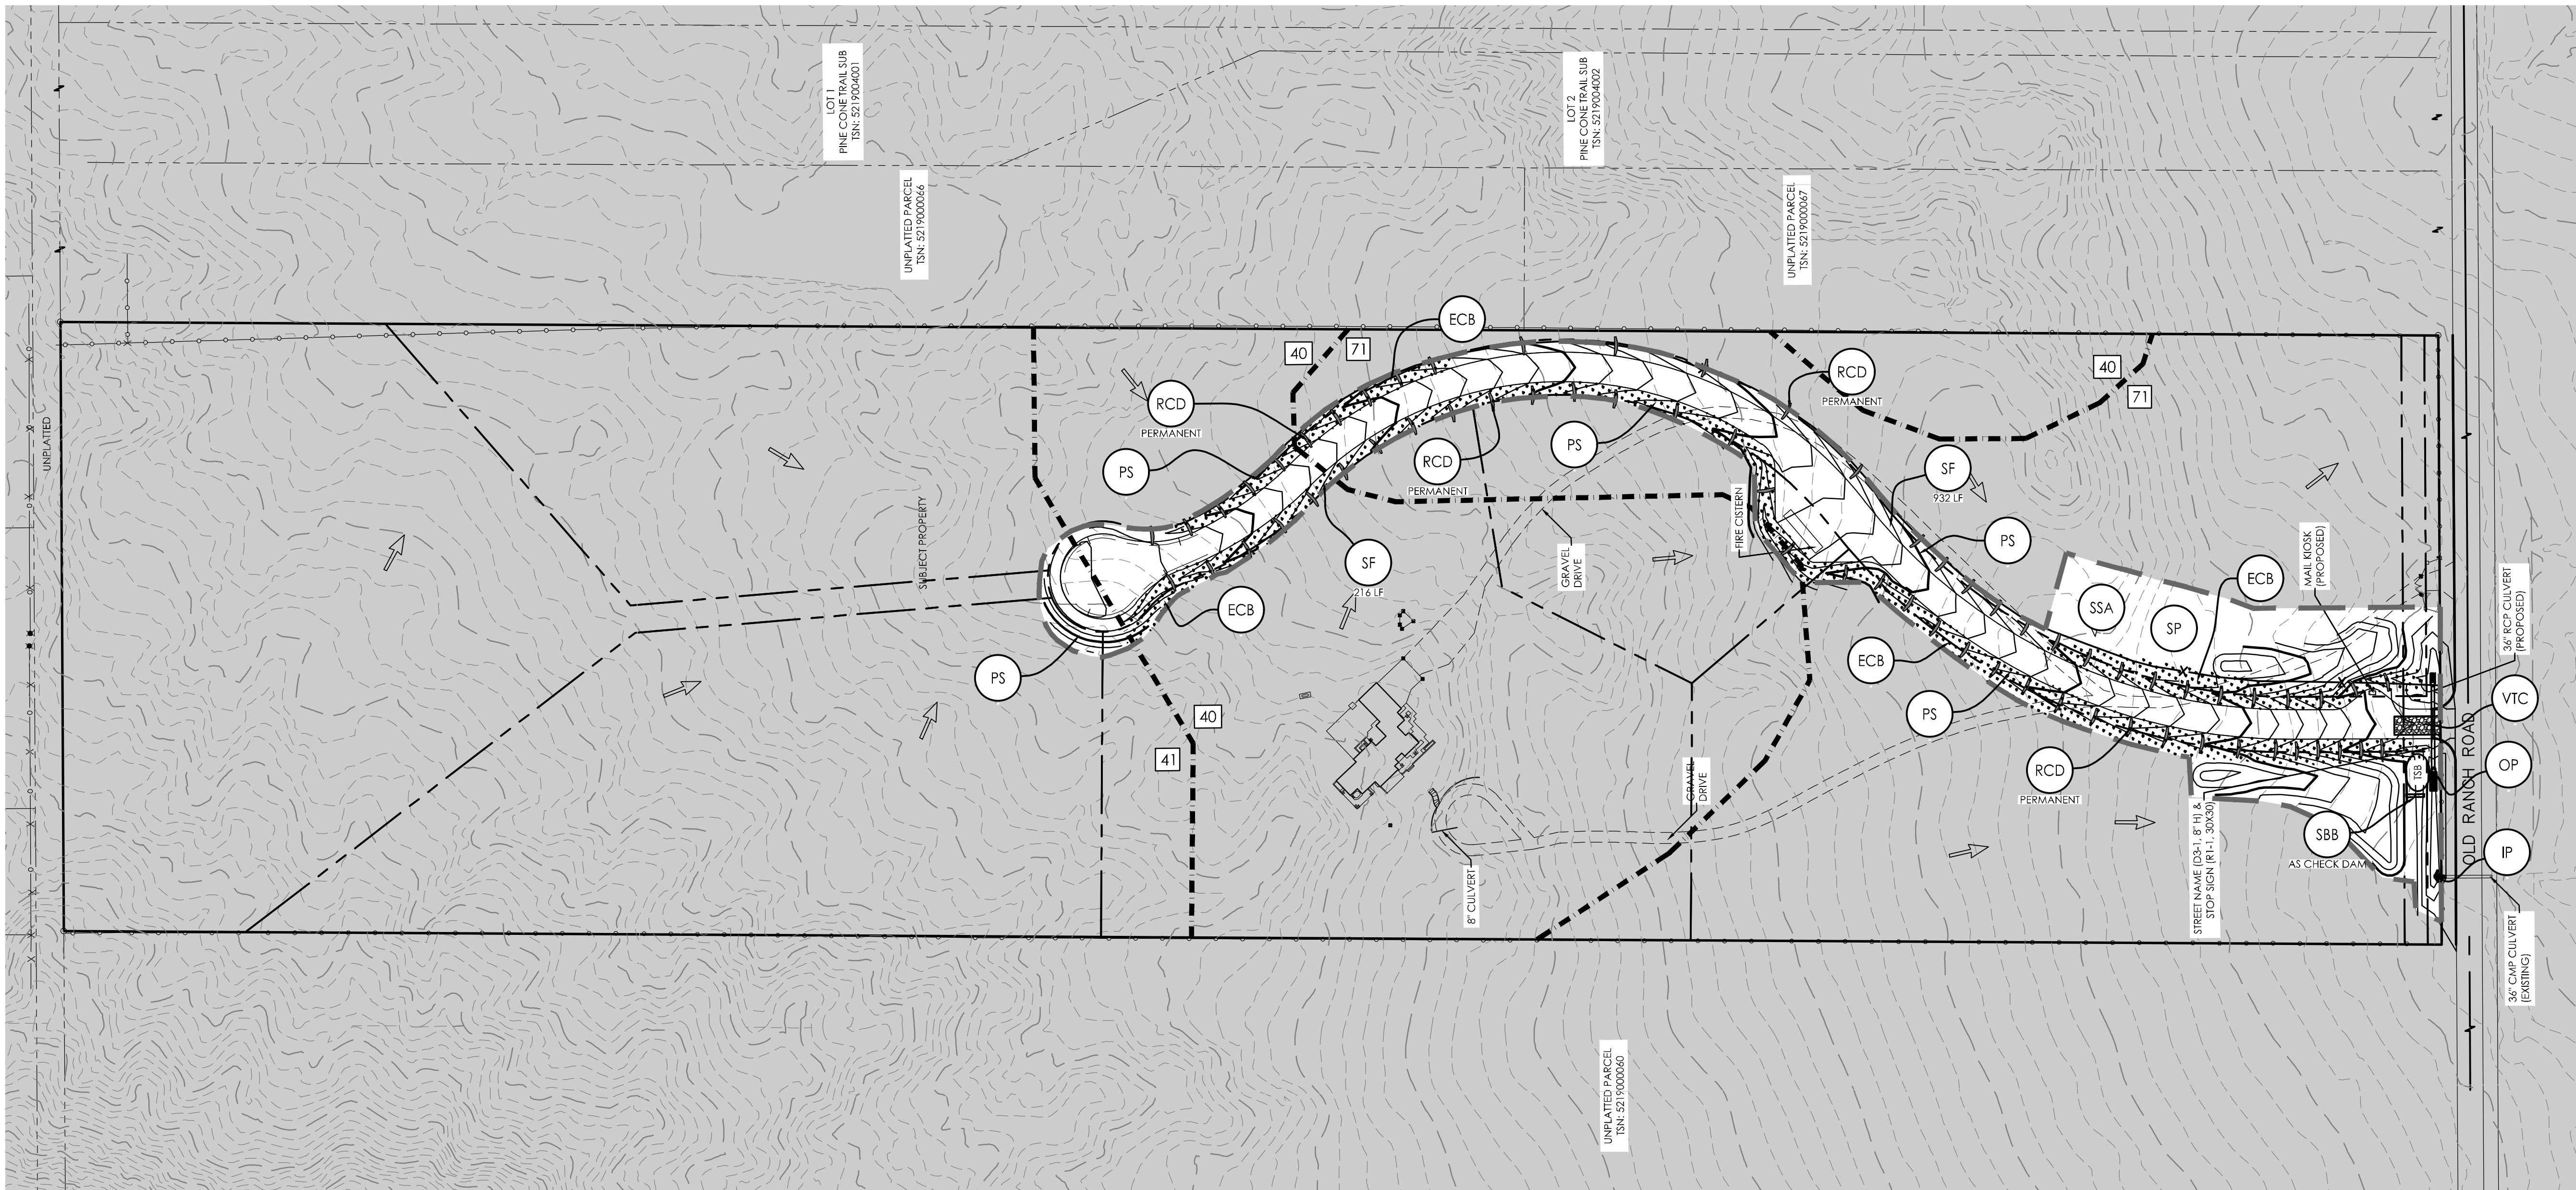 LOT 1
PINE CONE TRAIL SUB
TSN: 5219004001
LOT 2
PINE CONE TRAIL SUB
TSN: 5219004002
UNPLATTED PARCEL
TSN: 5219000066
UNPLATTED PARCEL
TSN: 5219000067
UNPLATTED
SUBJECT PROPERTY
ECB
40
71
RCD
PERMANENT
PS
RCD
PERMANENT
PS
RCD
PERMANENT
40
71
SF
932 LF
FIRE CISTERN
PS
SF
216 LF
GRAVEL
DRIVE
ECB
PS
40
41
SSA
SP
ECB
MAIL KIOSK
(PROPOSED)
36" RCP CULVERT
(PROPOSED)
ECB
PS
VTC
OP
RCD
PERMANENT
GRAVEL
DRIVE
TSB
OLD RANCH ROAD
SBB
AS CHECK DAM
IP
STREET NAME (D3-1, 8" H) &
STOP SIGN (R1-1, 30X30)
8" CULVERT
36" CMP CULVERT
(EXISTING)
UNPLATTED PARCEL
TSN: 5219000060